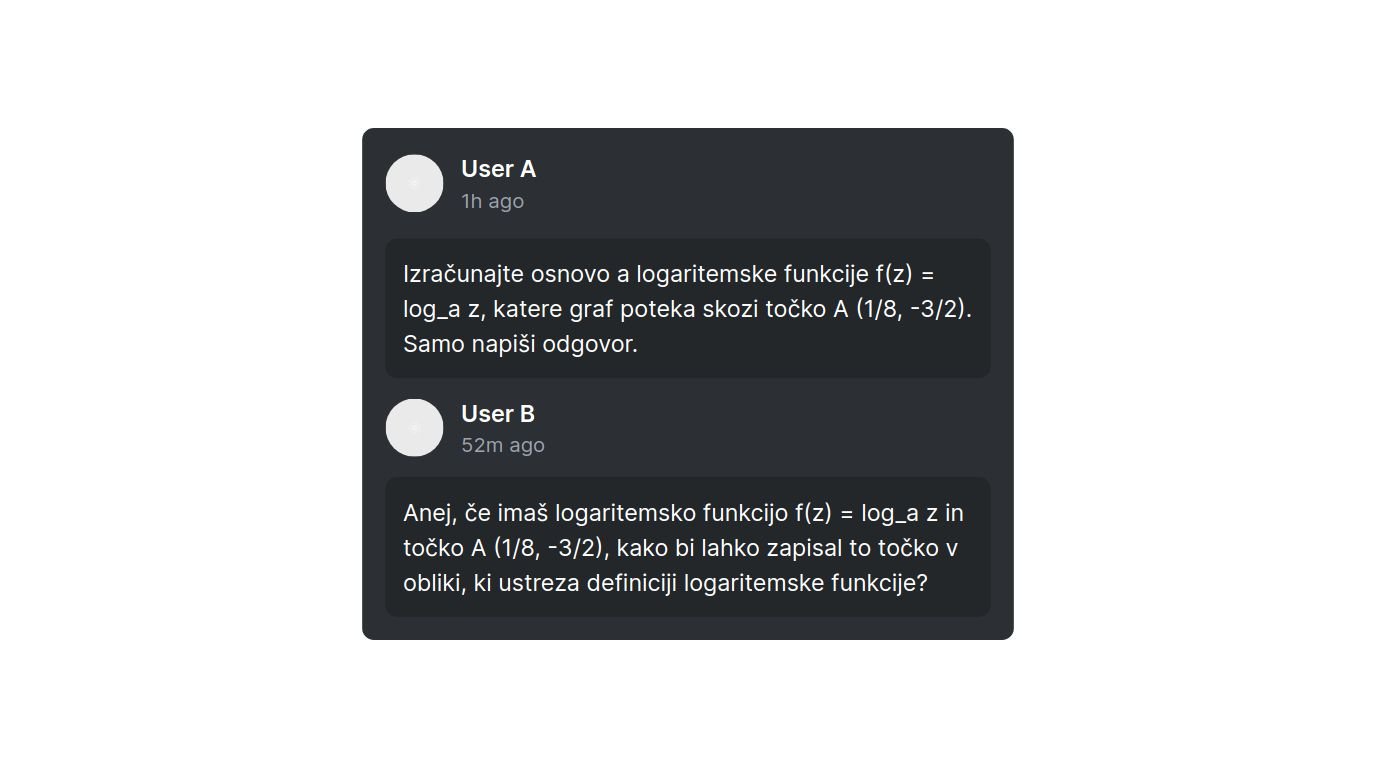 User A
1h ago
Izračunajte osnovo a logaritemske funkcije f(z) =
log_a z, katere graf poteka skozi točko A (1/8, -3/2).
Samo napiši odgovor.
User B
52m ago
Anej, če imaš logaritemsko funkcijo f(z) = log_a z in
točko A (1/8, -3/2), kako bi lahko zapisal to točko v
obliki, ki ustreza definiciji logaritemske funkcije?